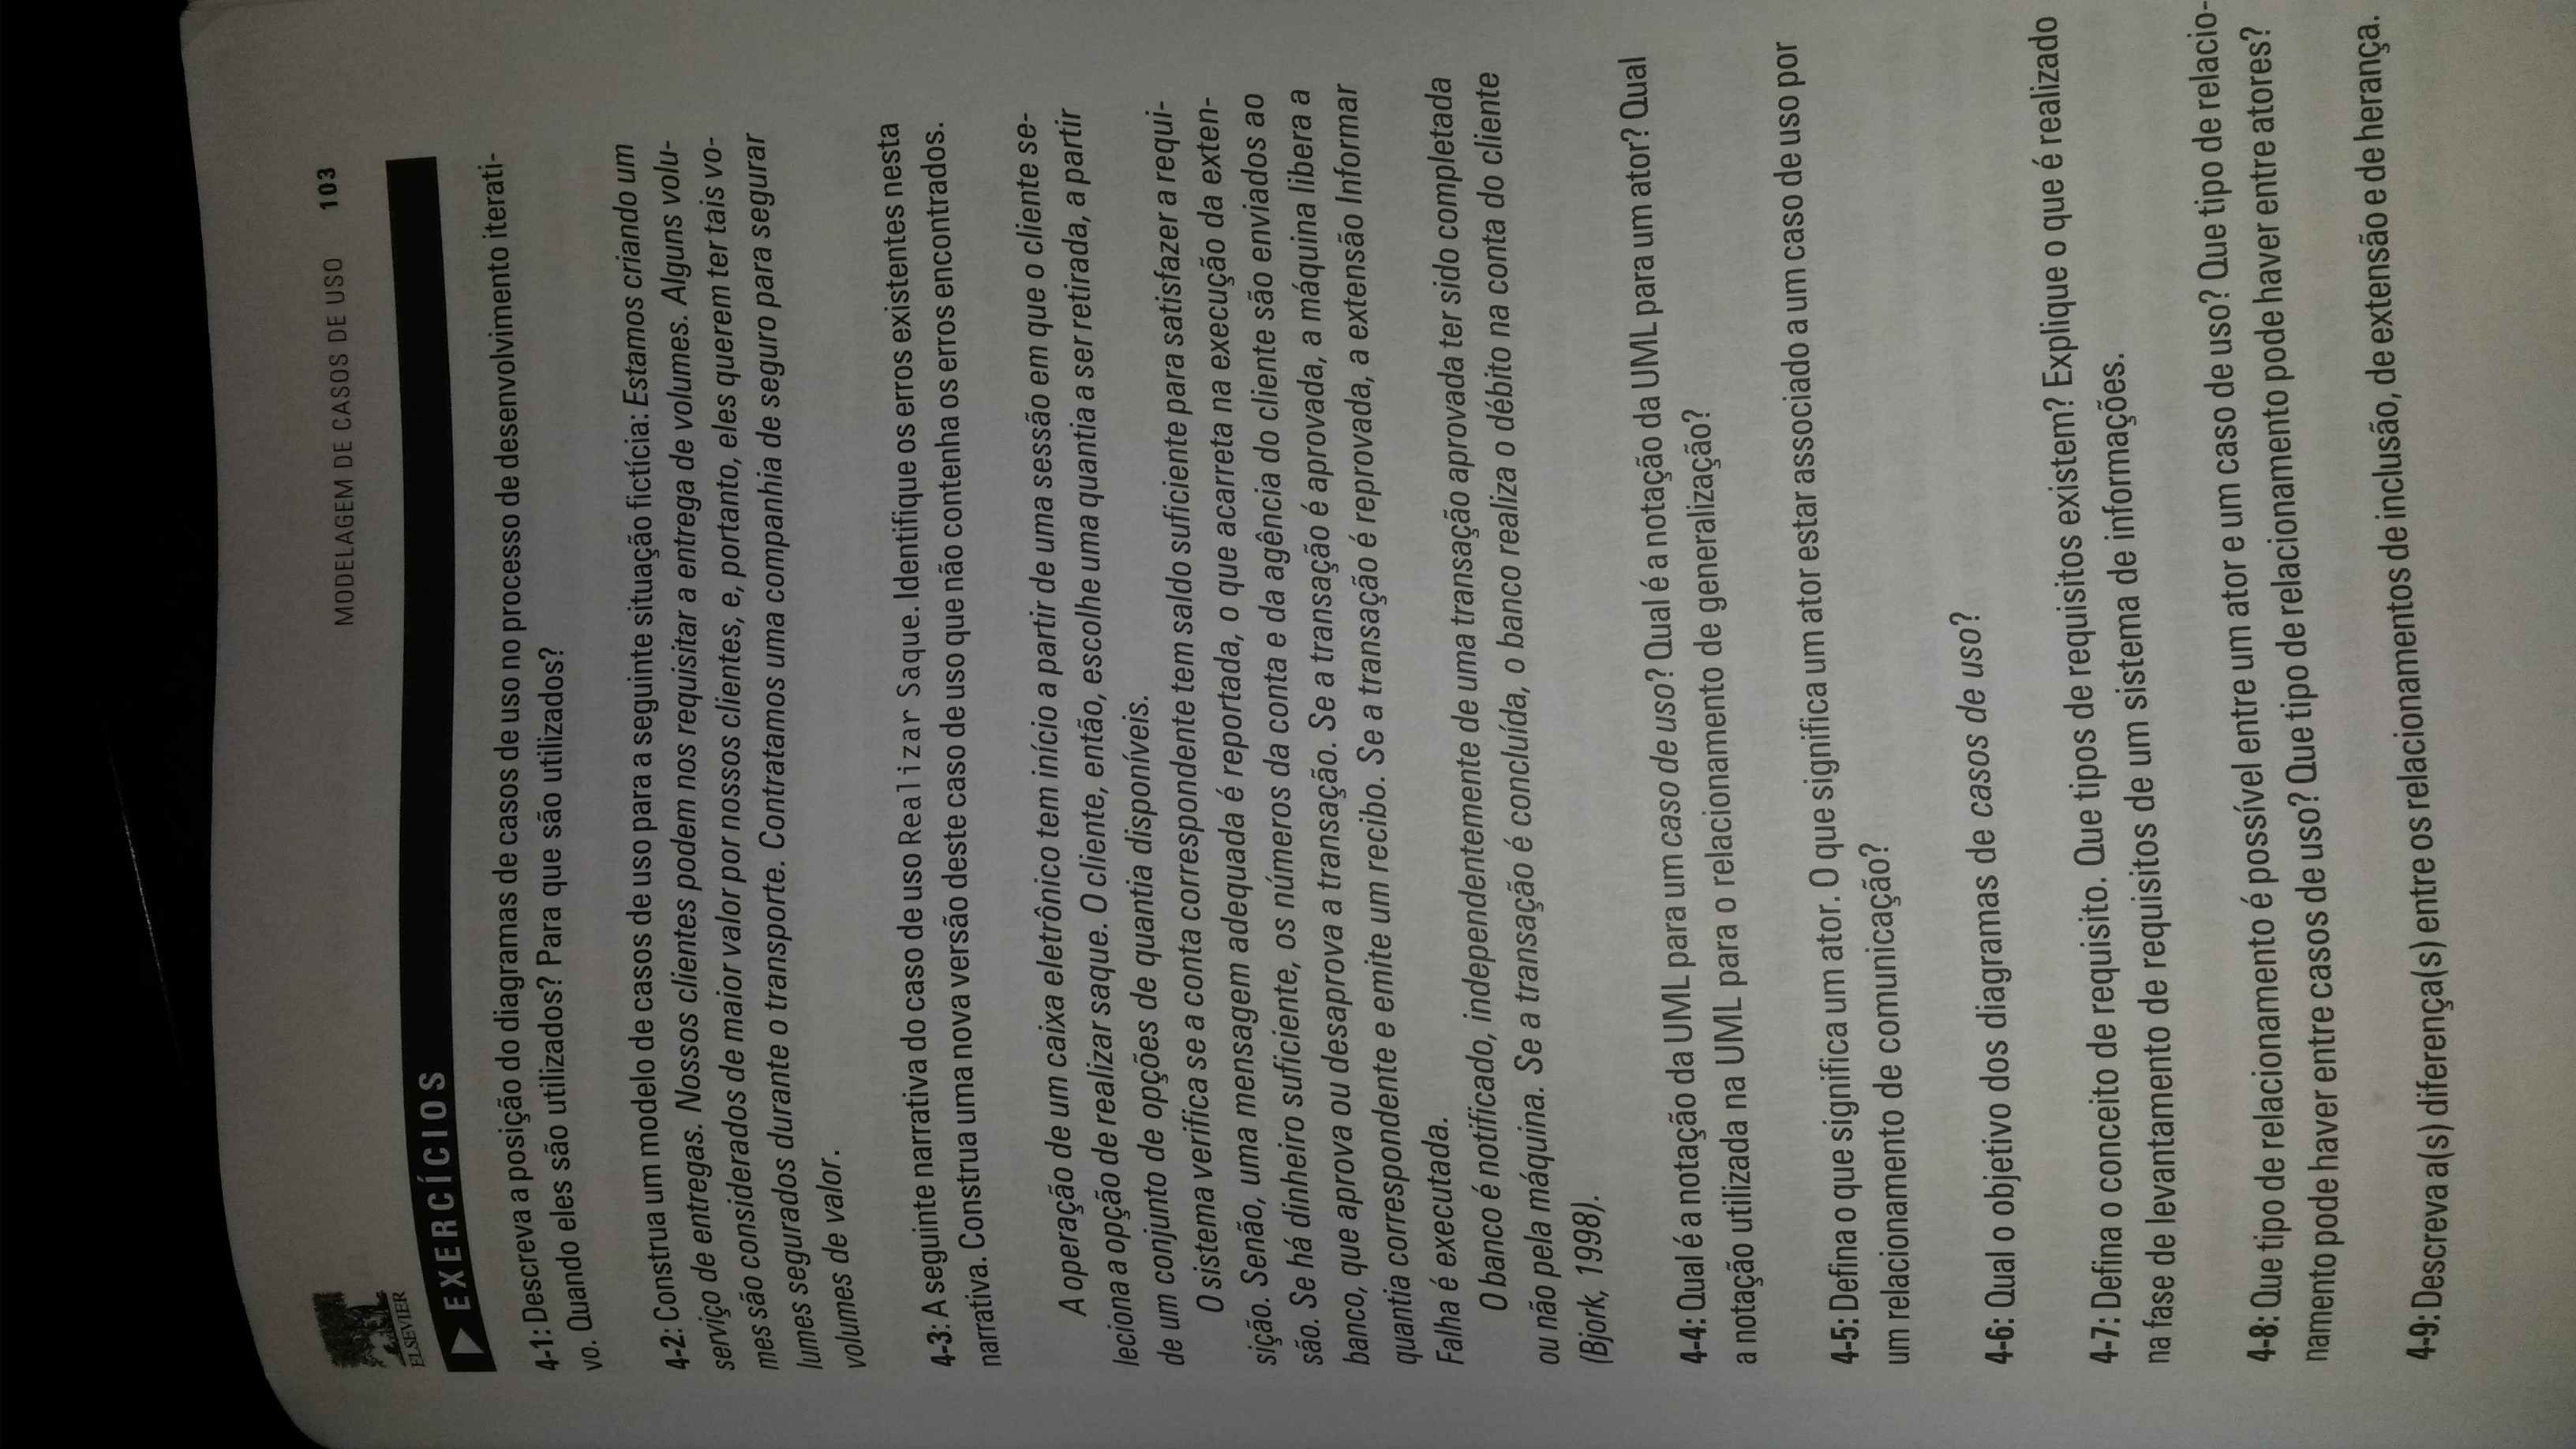 MODELAGEM DE CASOS DE USO 103
ELSEVIER
EXERCÍCIOS
4-1: Descreva a posição do diagramas de casos de uso no processo de desenvolvimento iterati-
vo. Quando eles são utilizados? Para que são utilizados?
4-2: Construa um modelo de casos de uso para a seguinte situação fictícia: Estamos criando um
serviço de entregas. Nossos clientes podem nos requisitar a entrega de volumes. Alguns volu-
mes são considerados de maior valor por nossos clientes, e, portanto, eles querem ter tais vo-
lumes segurados durante o transporte. Contratamos uma companhia de seguro para segurar
volumes de valor.
4-3: A seguinte narrativa do caso de uso Realizar Saque. Identifique os erros existentes nesta
narrativa. Construa uma nova versão deste caso de uso que não contenha os erros encontrados.
A operação de um caixa eletrônico tem início a partir de uma sessão em que o cliente se-
leciona a opção de realizar saque. O cliente, então, escolhe uma quantia a ser retirada, a partir
de um conjunto de opções de quantia disponíveis.
O sistema verifica se a conta correspondente tem saldo suficiente para satisfazer a requi-
sição. Senão, uma mensagem adequada é reportada, o que acarreta na execução da exten-
são. Se há dinheiro suficiente, os números da conta e da agência do cliente são enviados ao
banco, que aprova ou desaprova a transação. Se a transação é aprovada, a máquina libera a
quantia correspondente e emite um recibo. Se a transação é reprovada, a extensão Informar
Falha é executada.
O banco é notificado, independentemente de uma transação aprovada ter sido completada
ou não pela máquina. Se a transação é concluída, o banco realiza o débito na conta do cliente
(Bjork, 1998).
4-4: Qual é a notação da UML para um caso de uso? Qual é a notação da UML para um ator? Qual
a notação utilizada na UML para o relacionamento de generalização?
4-5: Defina o que significa um ator. O que significa um ator estar associado a um caso de uso por
um relacionamento de comunicação?
4-6: Qual o objetivo dos diagramas de casos de uso?
4-7: Defina o conceito de requisito. Que tipos de requisitos existem? Explique o que é realizado
na fase de levantamento de requisitos de um sistema de informações.
4-8: Que tipo de relacionamento é possível entre um ator e um caso de uso? Que tipo de relacio-
namento pode haver entre casos de uso? Que tipo de relacionamento pode haver entre atores?
4-9: Descreva a(s) diferença(s) entre os relacionamentos de inclusão, de extensão e de herança.